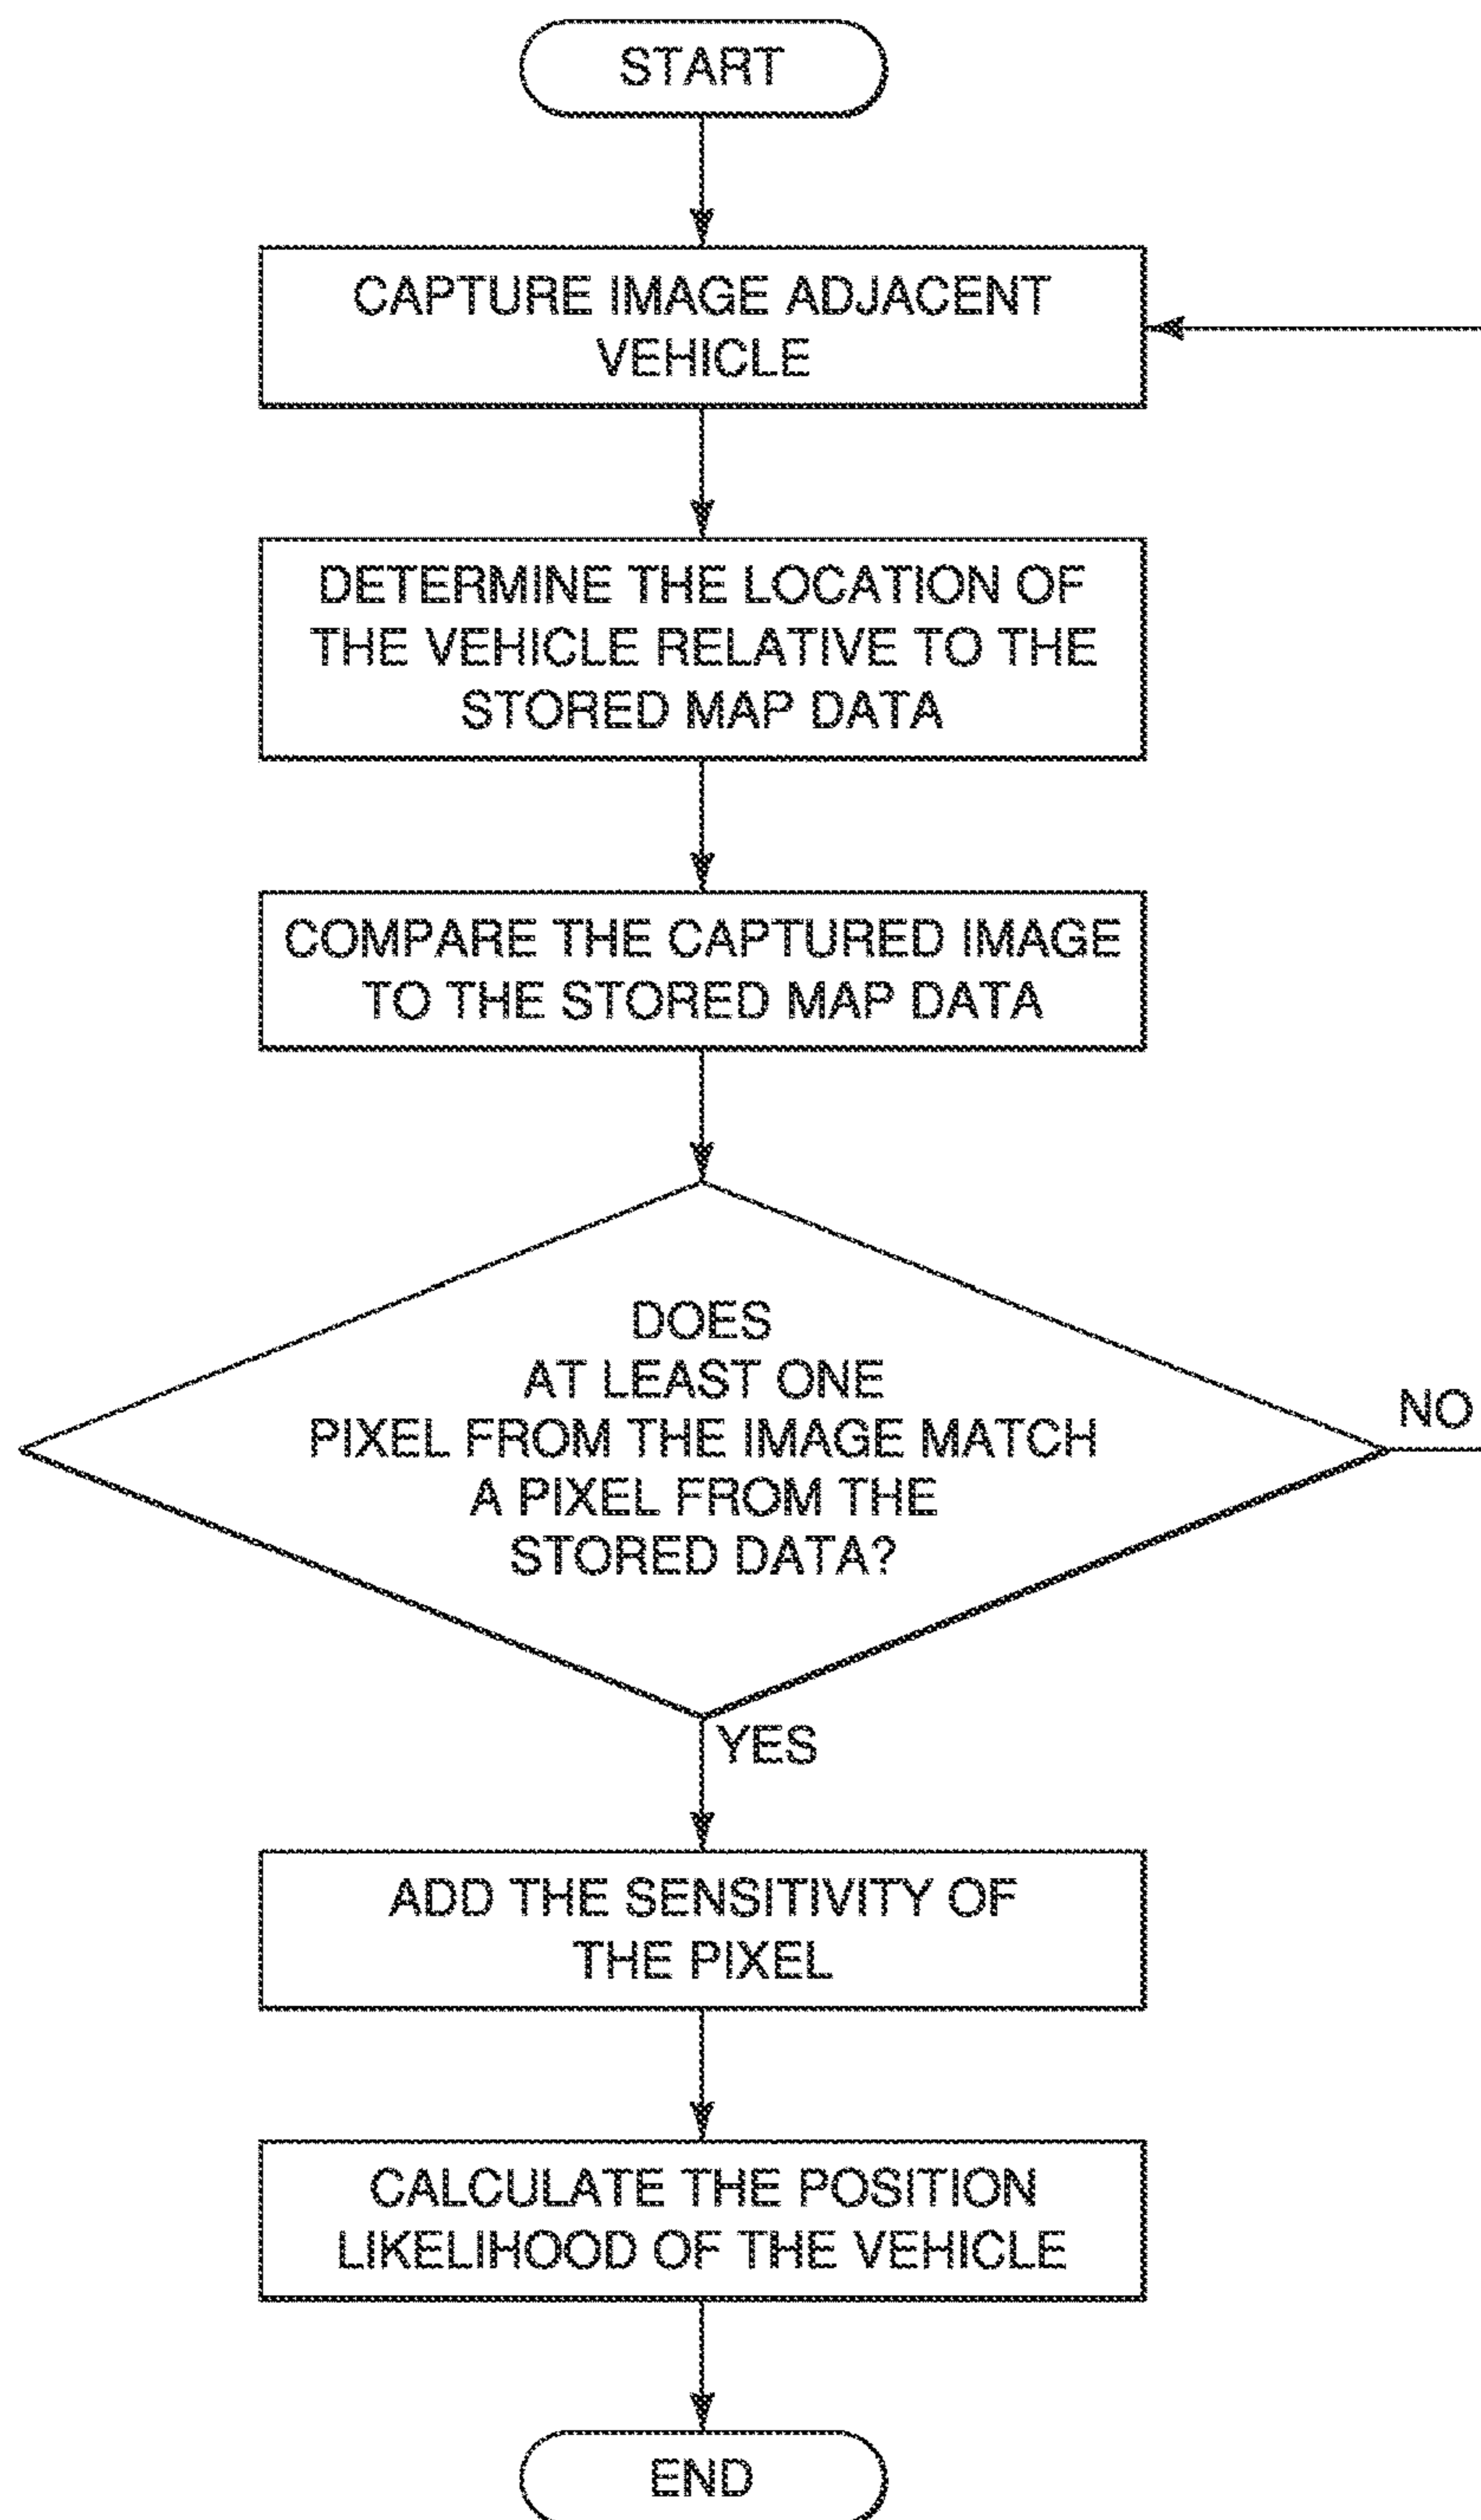 START
CAPTURE IMAGE ADJACENT
VEHICLE
DETERMINE THE LOCATION OF
THE VEHICLE RELATIVE TO THE
STORED MAP DATA
COMPARE THE CAPTURED IMAGE
TO THE STORED MAP DATA
DOES
AT LEAST ONE
PIXEL FROM THE IMAGE MATCH
A PIXEL FROM THE
STORED DATA?
NO
YES
ADD THE SENSITIVITY OF
THE PIXEL
CALCULATE THE POSITION
LIKELIHOOD OF THE VEHICLE
END